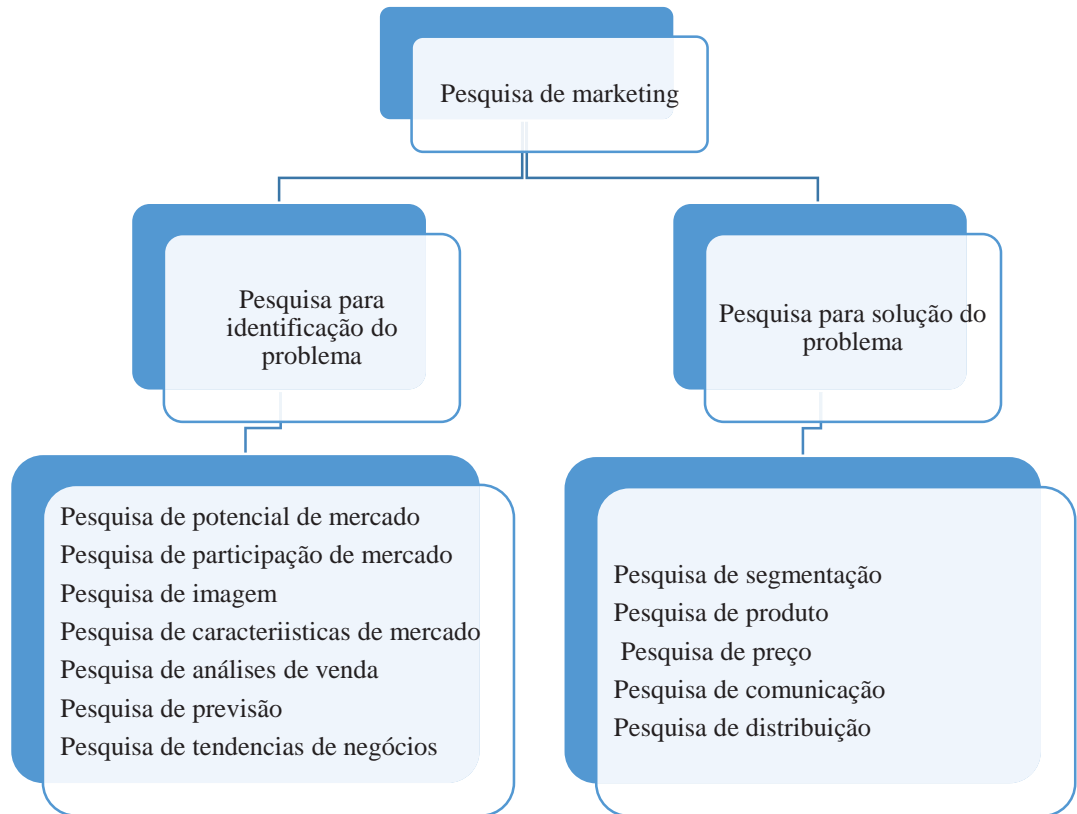 Pesquisa de marketing
Pesquisa para
identificação do
problema
Pesquisa para solução do
problema
Pesquisa de potencial de mercado
Pesquisa de participação de mercado
Pesquisa de imagem
Pesquisa de caracteriisticas de mercado
Pesquisa de análises de venda
Pesquisa de previsão
Pesquisa de tendencias de negócios
Pesquisa de segmentação
Pesquisa de produto
Pesquisa de preço
Pesquisa de comunicação
Pesquisa de distribuição